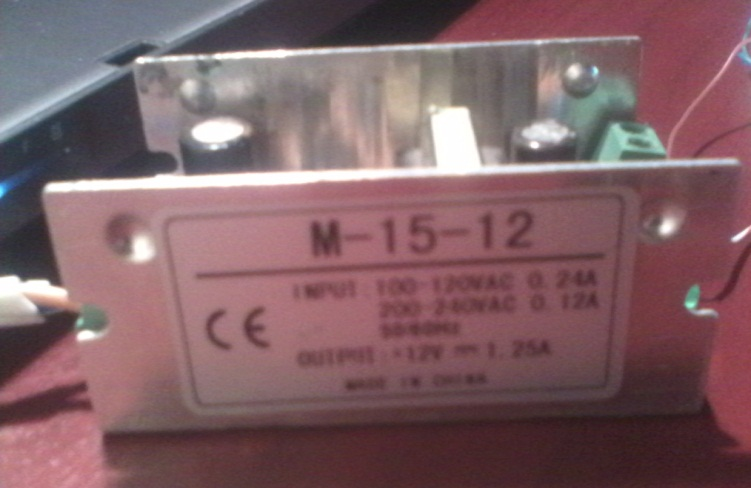 M-15-12
INPUT: 100-120VAC 0.24A
200-240VAC 0.12A
50/60Hz
CE
OUTPUT: +12V ⎓ 1.25A
MADE IN CHINA